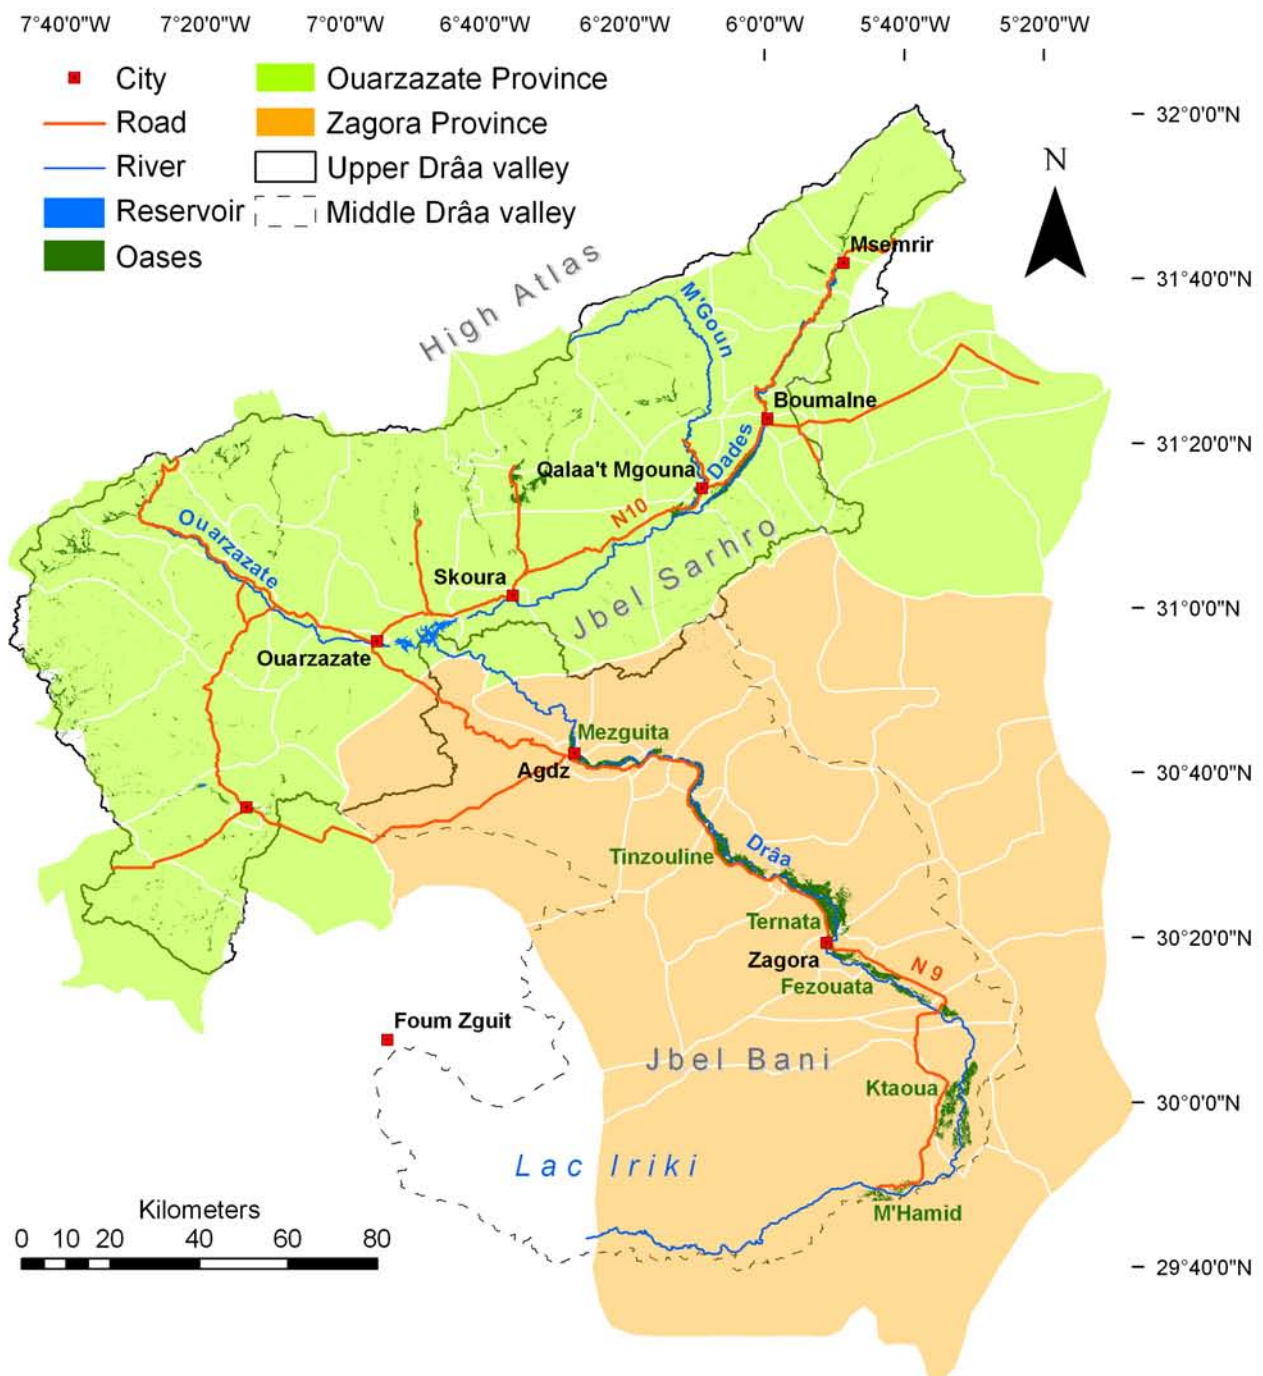 7°40'0"W 7°20'0"W 7°0'0"W 6°40'0"W 6°20'0"W 6°0'0"W 5°40'0"W 5°20'0"W
City
Road
River
Reservoir
Oases
Ouarzazate Province
Zagora Province
Upper Drâa valley
Middle Drâa valley
N
32°0'0"N
31°40'0"N
31°20'0"N
31°0'0"N
30°40'0"N
30°20'0"N
30°0'0"N
29°40'0"N
High Atlas
Msemrir
M'Goun
Boumalne
Dades
Qalaa't Mgouna
N10
Jbel Sarhro
Ouarzazate
Skoura
Ouarzazate
Mezguita
Agdz
Tinzouline
Drâa
Ternata
Zagora
N 9
Fezouata
Foum Zguit
Jbel Bani
Ktaoua
Lac Iriki
M'Hamid
Kilometers
0 10 20 40 60 80